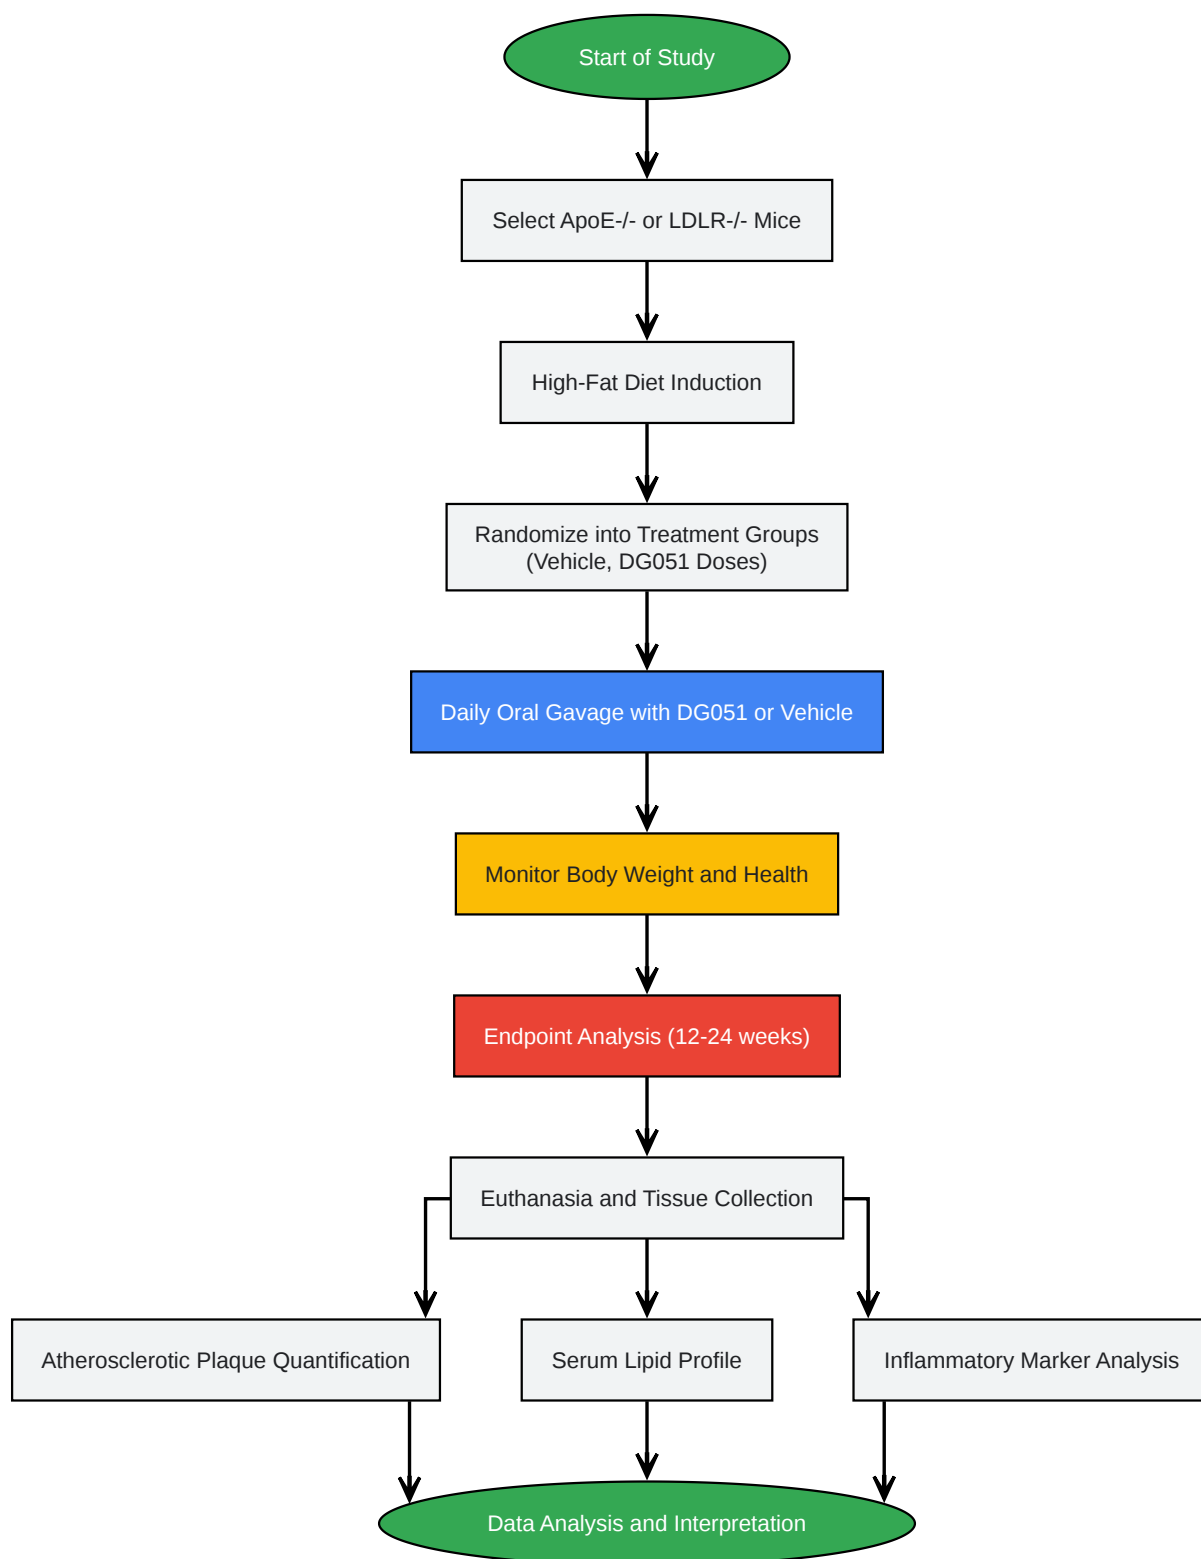 Start of Study
Select ApoE-/- or LDLR-/- Mice
High-Fat Diet Induction
Randomize into Treatment Groups
(Vehicle, DG051 Doses)
Daily Oral Gavage with DG051 or Vehicle
Monitor Body Weight and Health
Endpoint Analysis (12-24 weeks)
Euthanasia and Tissue Collection
Atherosclerotic Plaque Quantification
Serum Lipid Profile
Inflammatory Marker Analysis
Data Analysis and Interpretation